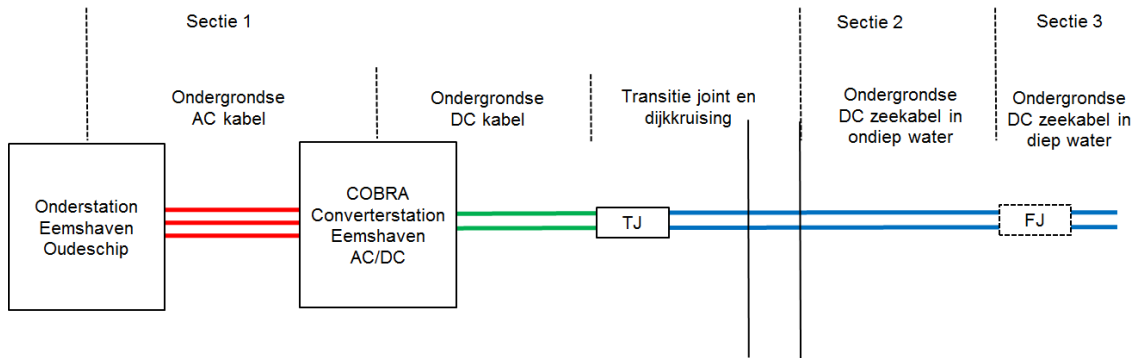 Sectie 1
Sectie 2
Sectie 3
Ondergrondse
AC kabel
Ondergrondse
DC kabel
Transitie joint en
dijkkruising
Ondergrondse
DC zeekabel in
ondiep water
Ondergrondse
DC zeekabel in
diep water
Onderstation
Eemshaven
Oudeschip
COBRA
Converterstation
Eemshaven
AC/DC
TJ
FJ